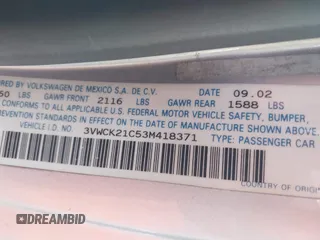 RED BY VOLKSWAGEN DE MEXICO S.A. DE C.V. DATE 09.02
50 LBS GAWR FRONT 2116 LBS GAWR REAR 1588 LBS
FORMS TO ALL APPLICABLE FEDERAL MOTOR VEHICLE SAFETY, BUMPER,
PREVENTION STANDARDS IN EFFECT ON THE DATE OF MANUFACTURE SHOWN ABOVE.
VEHICLE I.D. NO.: 3VWCK21C53M418371 TYPE: PASSENGER CAR
COUNTRY OF ORIGIN
DREAMBID